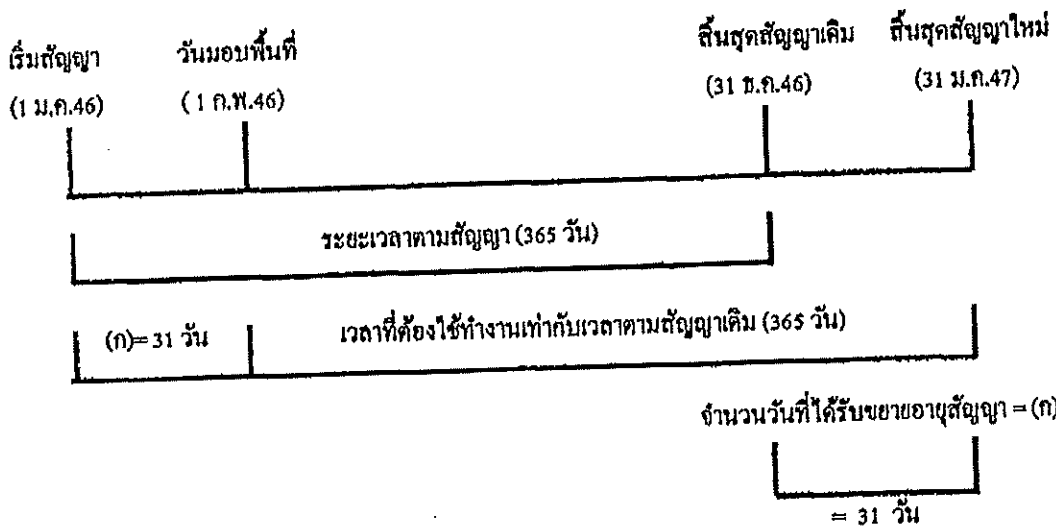 เริ่มสัญญา
(1 ม.ค.46)
วันมอบพื้นที่
( 1 ก.พ.46)
สิ้นสุดสัญญาเดิม
(31 ธ.ค.46)
สิ้นสุดสัญญาใหม่
(31 ม.ค.47)
ระยะเวลาตามสัญญา (365 วัน)
(ก)= 31 วัน
เวลาที่ต้องใช้ทำงานเท่ากับเวลาตามสัญญาเดิม (365 วัน)
จำนวนวันที่ได้รับขยายอายุสัญญา = (ก)
= 31 วัน